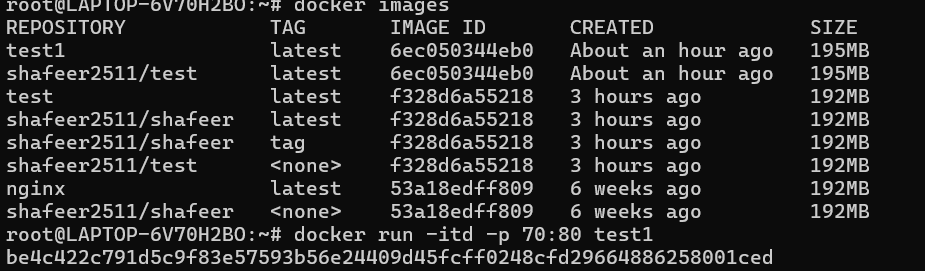 root@LAPTOP-6V70H2BO:~# docker images
REPOSITORY TAG IMAGE ID CREATED SIZE
test1 latest 6ec050344eb0 About an hour ago 195MB
shafeer2511/test latest 6ec050344eb0 About an hour ago 195MB
test latest f328d6a55218 3 hours ago 192MB
shafeer2511/shafeer latest f328d6a55218 3 hours ago 192MB
shafeer2511/shafeer tag f328d6a55218 3 hours ago 192MB
shafeer2511/test <none> f328d6a55218 3 hours ago 192MB
nginx latest 53a18edff809 6 weeks ago 192MB
shafeer2511/shafeer <none> 53a18edff809 6 weeks ago 192MB
root@LAPTOP-6V70H2BO:~# docker run -itd -p 70:80 test1
be4c422c791d5c9f83e57593b56e24409d45fcff0248cfd29664886258001ced